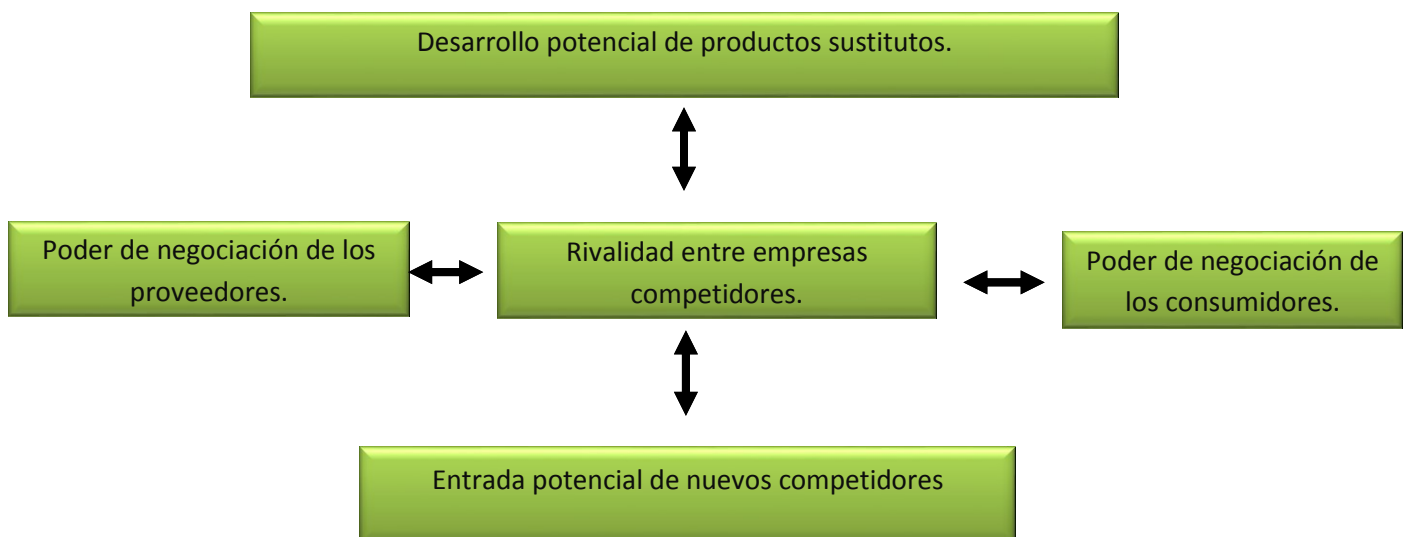 Desarrollo potencial de productos sustitutos.
Poder de negociación de los
proveedores.
Rivalidad entre empresas
competidores.
Poder de negociación de
los consumidores.
Entrada potencial de nuevos competidores